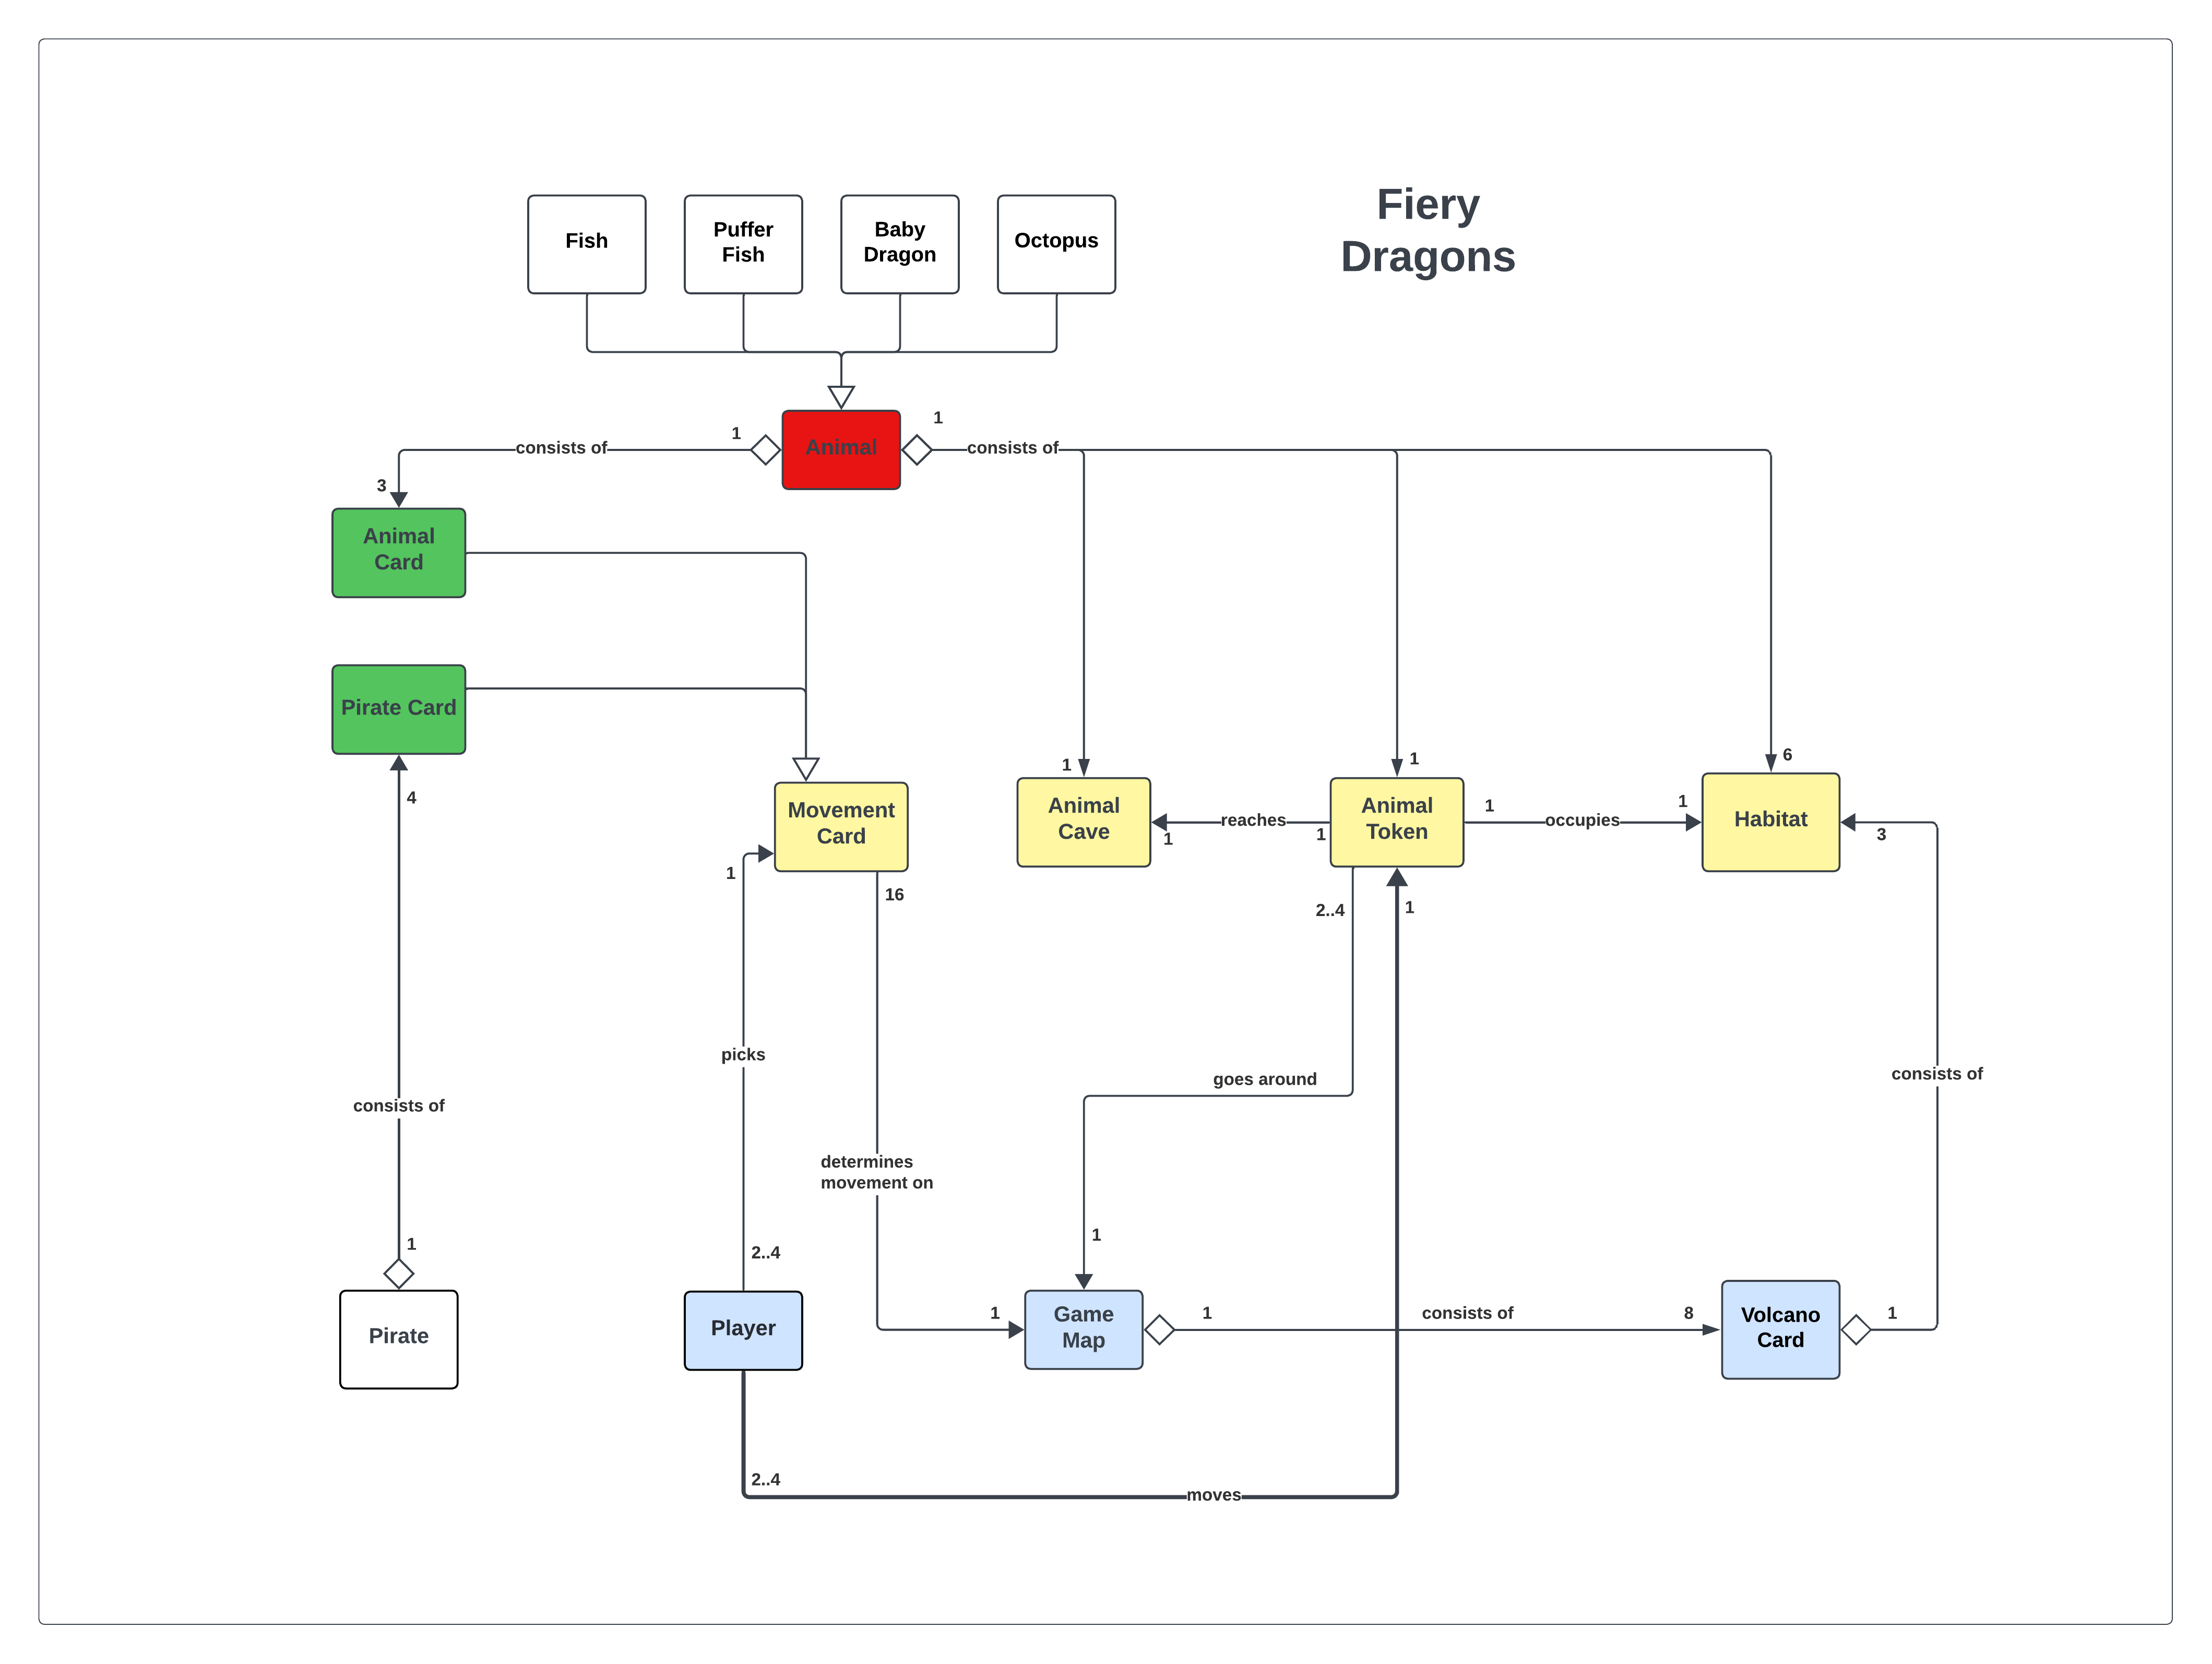 Fiery
Dragons
Fish
Puffer
Fish
Baby
Dragon
Octopus
Animal
1
consists of
3
1
consists of
Animal
Card
Pirate Card
4
consists of
1
Pirate
Movement
Card
1
16
picks
2..4
determines
movement on
1
Player
2..4
moves
1
Animal
Cave
1
reaches
1
1
Animal
Token
1
occupies
1
6
Habitat
3
2..4
1
goes around
1
Game
Map
1
consists of
8
Volcano
Card
1
consists of